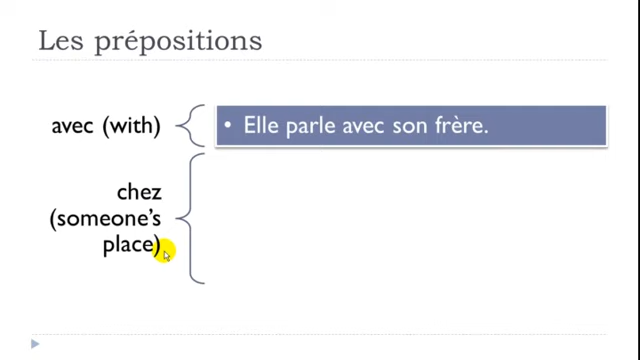 Les prépositions
avec (with)
• Elle parle avec son frère.
chez
(someone's
place)